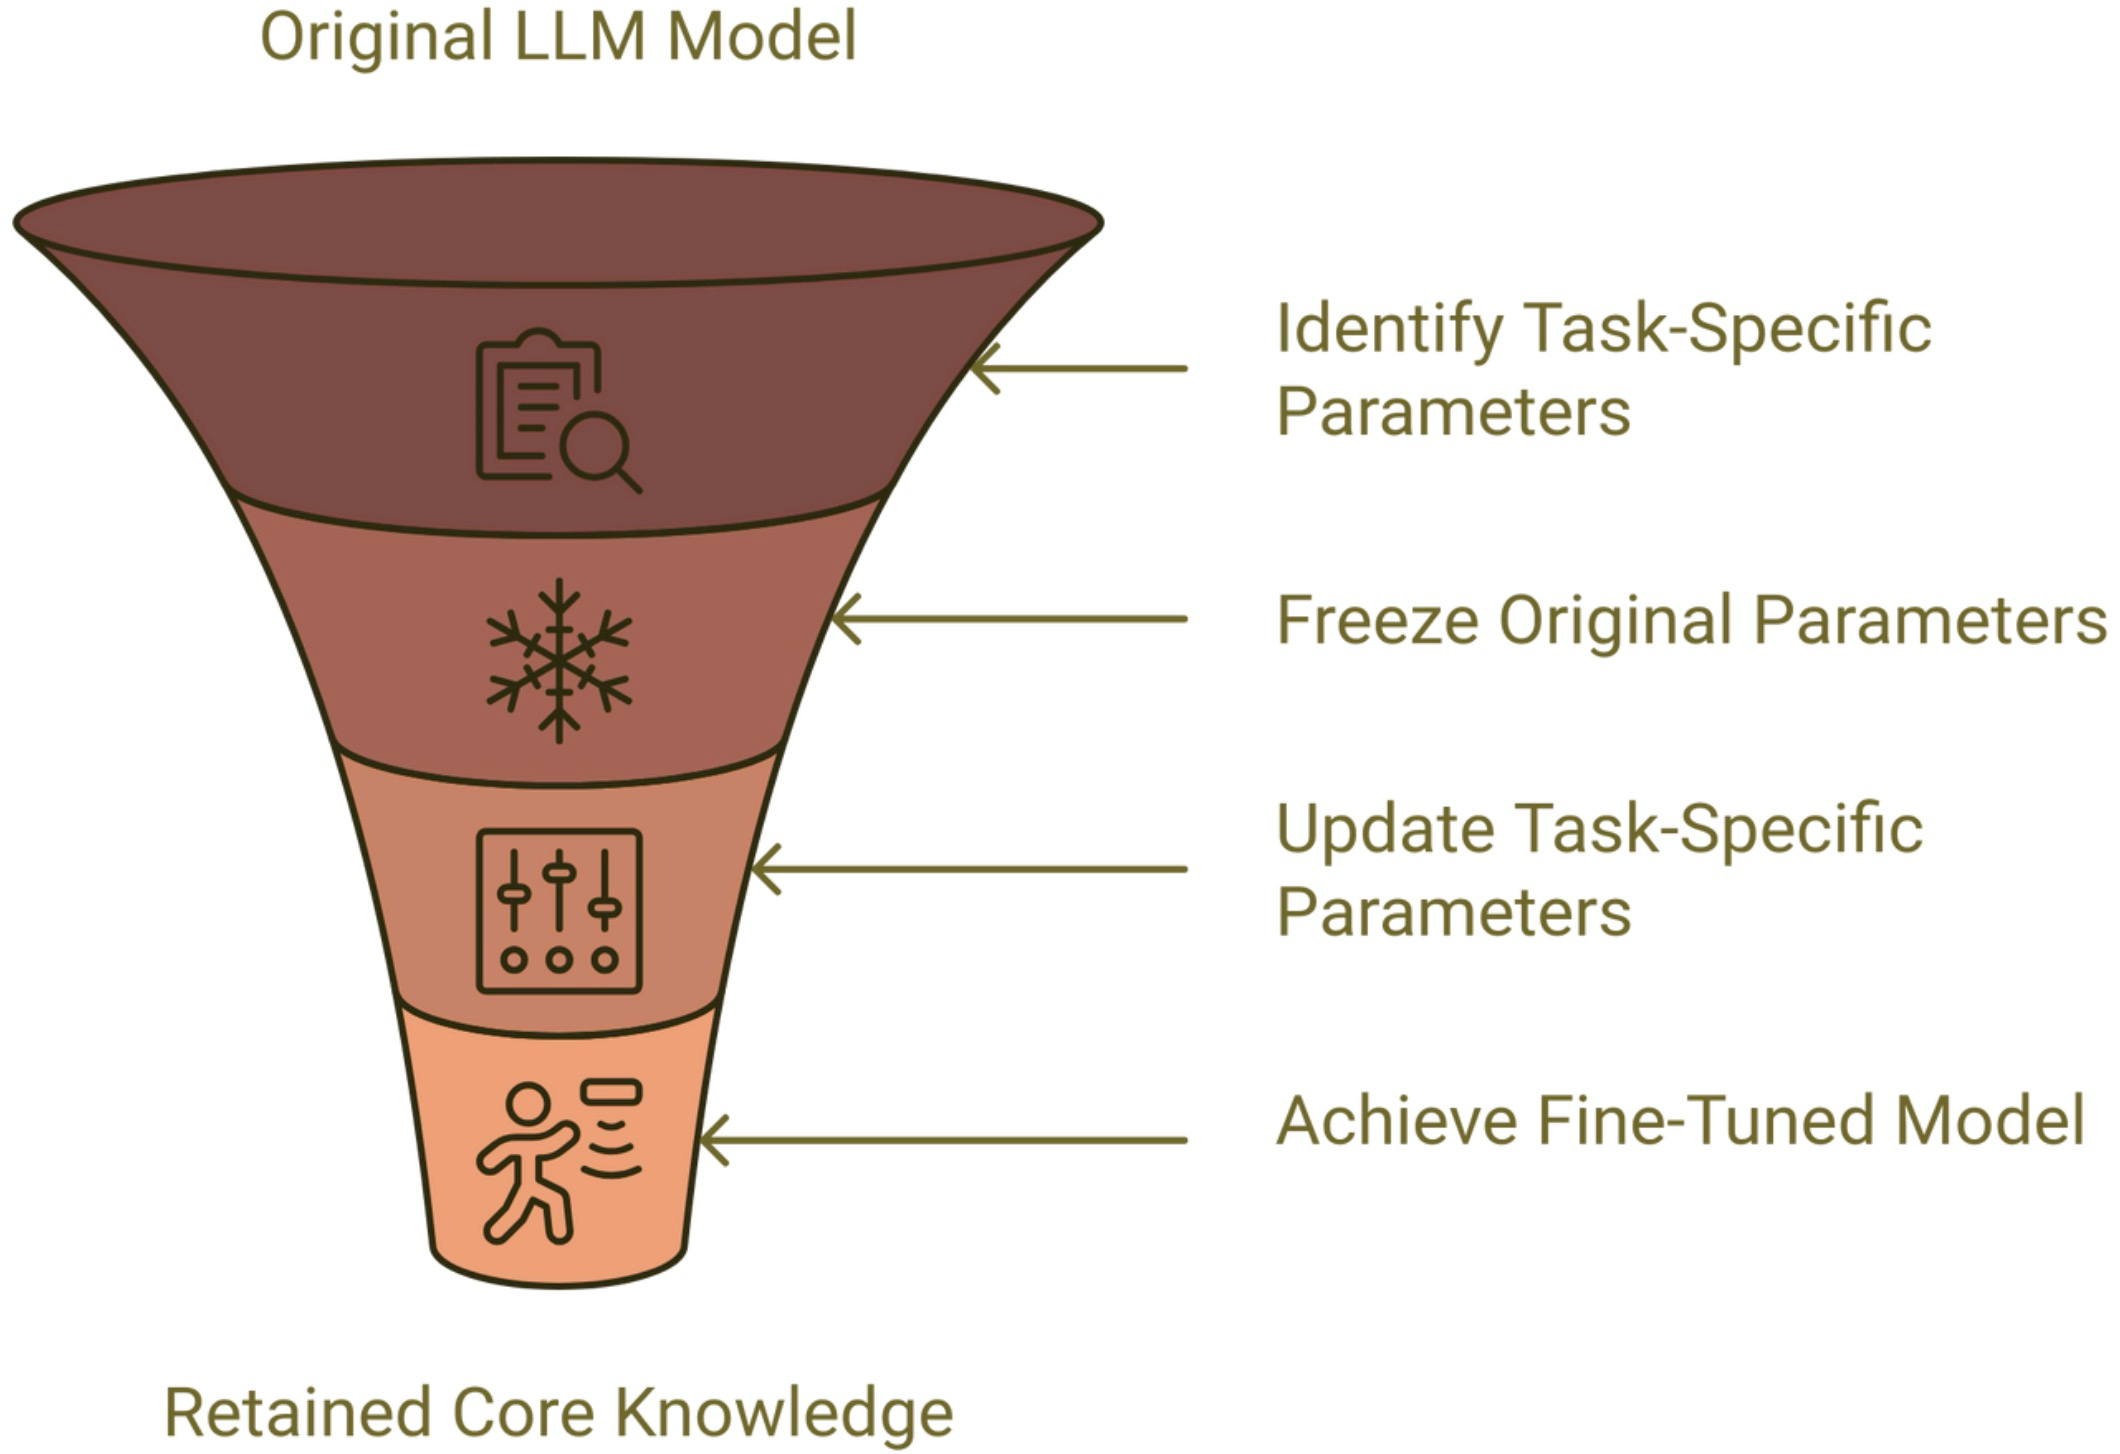 Original LLM Model
Identify Task-Specific
Parameters
Freeze Original Parameters
Update Task-Specific
Parameters
Achieve Fine-Tuned Model
Retained Core Knowledge